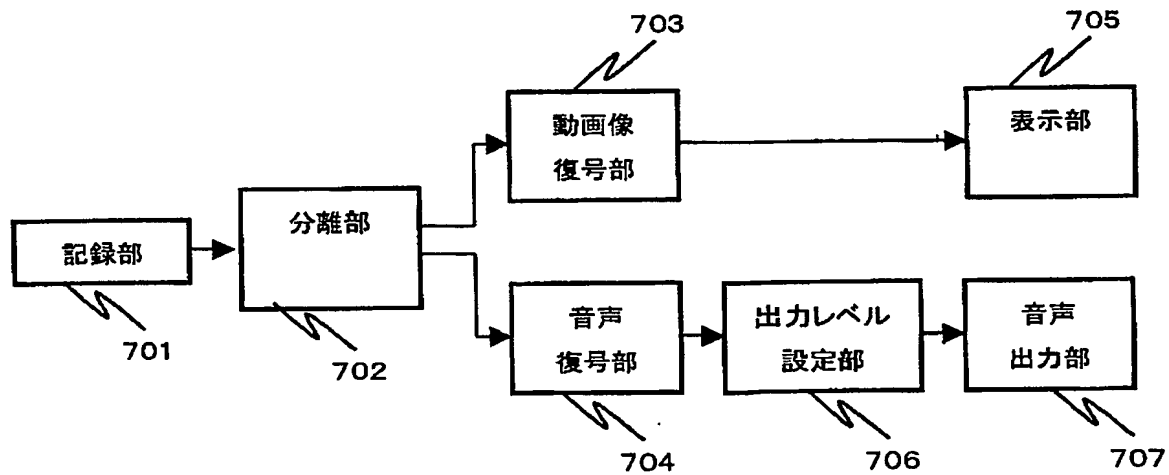 703
705
動画像
復号部
表示部
記録部
分離部
701
702
音声
復号部
出力レベル
設定部
音声
出力部
704
706
707